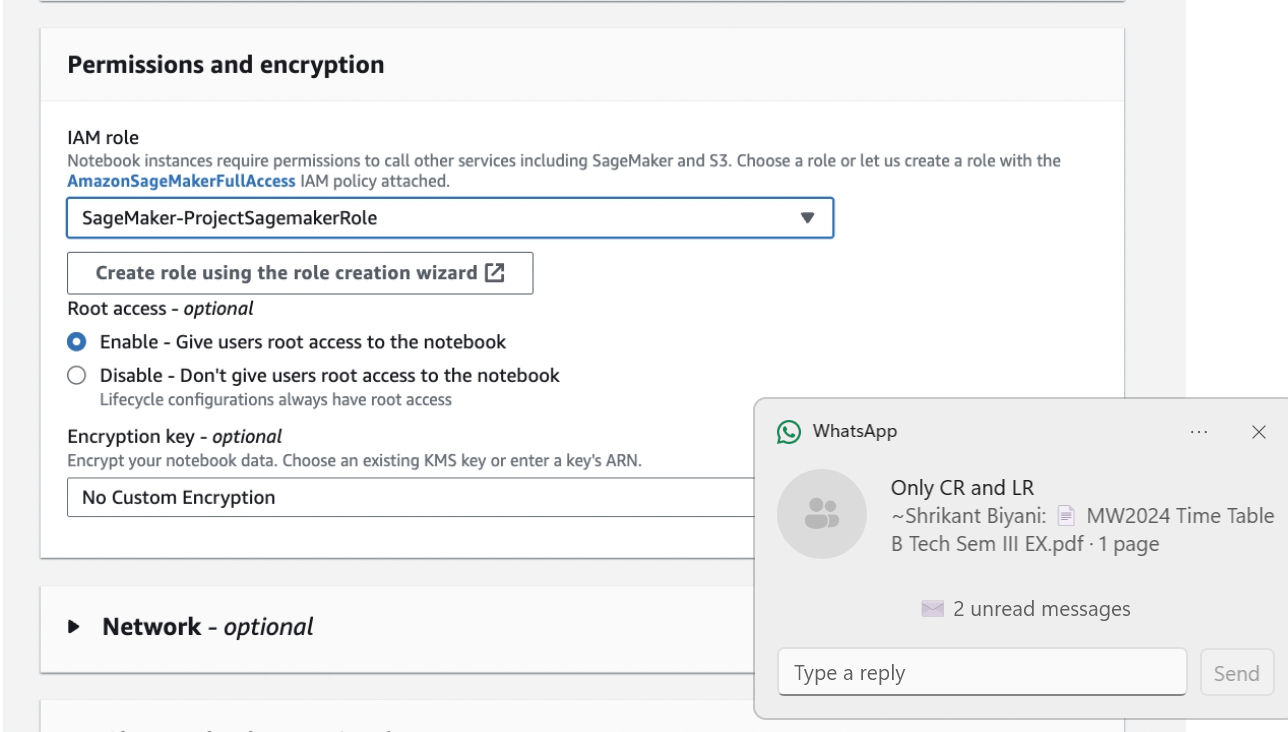 Permissions and encryption
IAM role
Notebook instances require permissions to call other services including SageMaker and S3. Choose a role or let us create a role with the
AmazonSageMakerFullAccess IAM policy attached.
SageMaker-ProjectSagemakerRole
Create role using the role creation wizard
Root access - optional
Enable - Give users root access to the notebook
Disable - Don't give users root access to the notebook
Lifecycle configurations always have root access
Encryption key - optional
Encrypt your notebook data. Choose an existing KMS key or enter a key's ARN.
No Custom Encryption
Network - optional
WhatsApp
Only CR and LR
~Shrikant Biyani: MW2024 Time Table
B Tech Sem III EX.pdf · 1 page
2 unread messages
Type a reply
Send